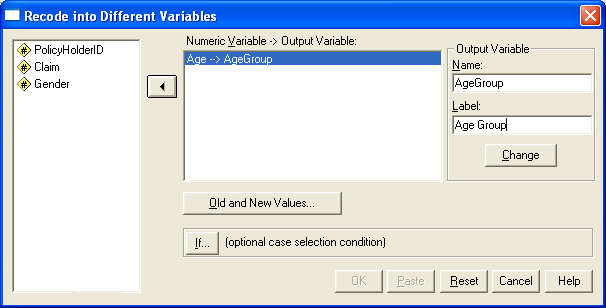 Recode into Different Variables
PolicyHolderID
Claim
Gender
Numeric Variable -> Output Variable:
Age --> AgeGroup
Output Variable
Name:
AgeGroup
Label:
Age Group
Change
Old and New Values...
If... (optional case selection condition)
OK Paste Reset Cancel Help